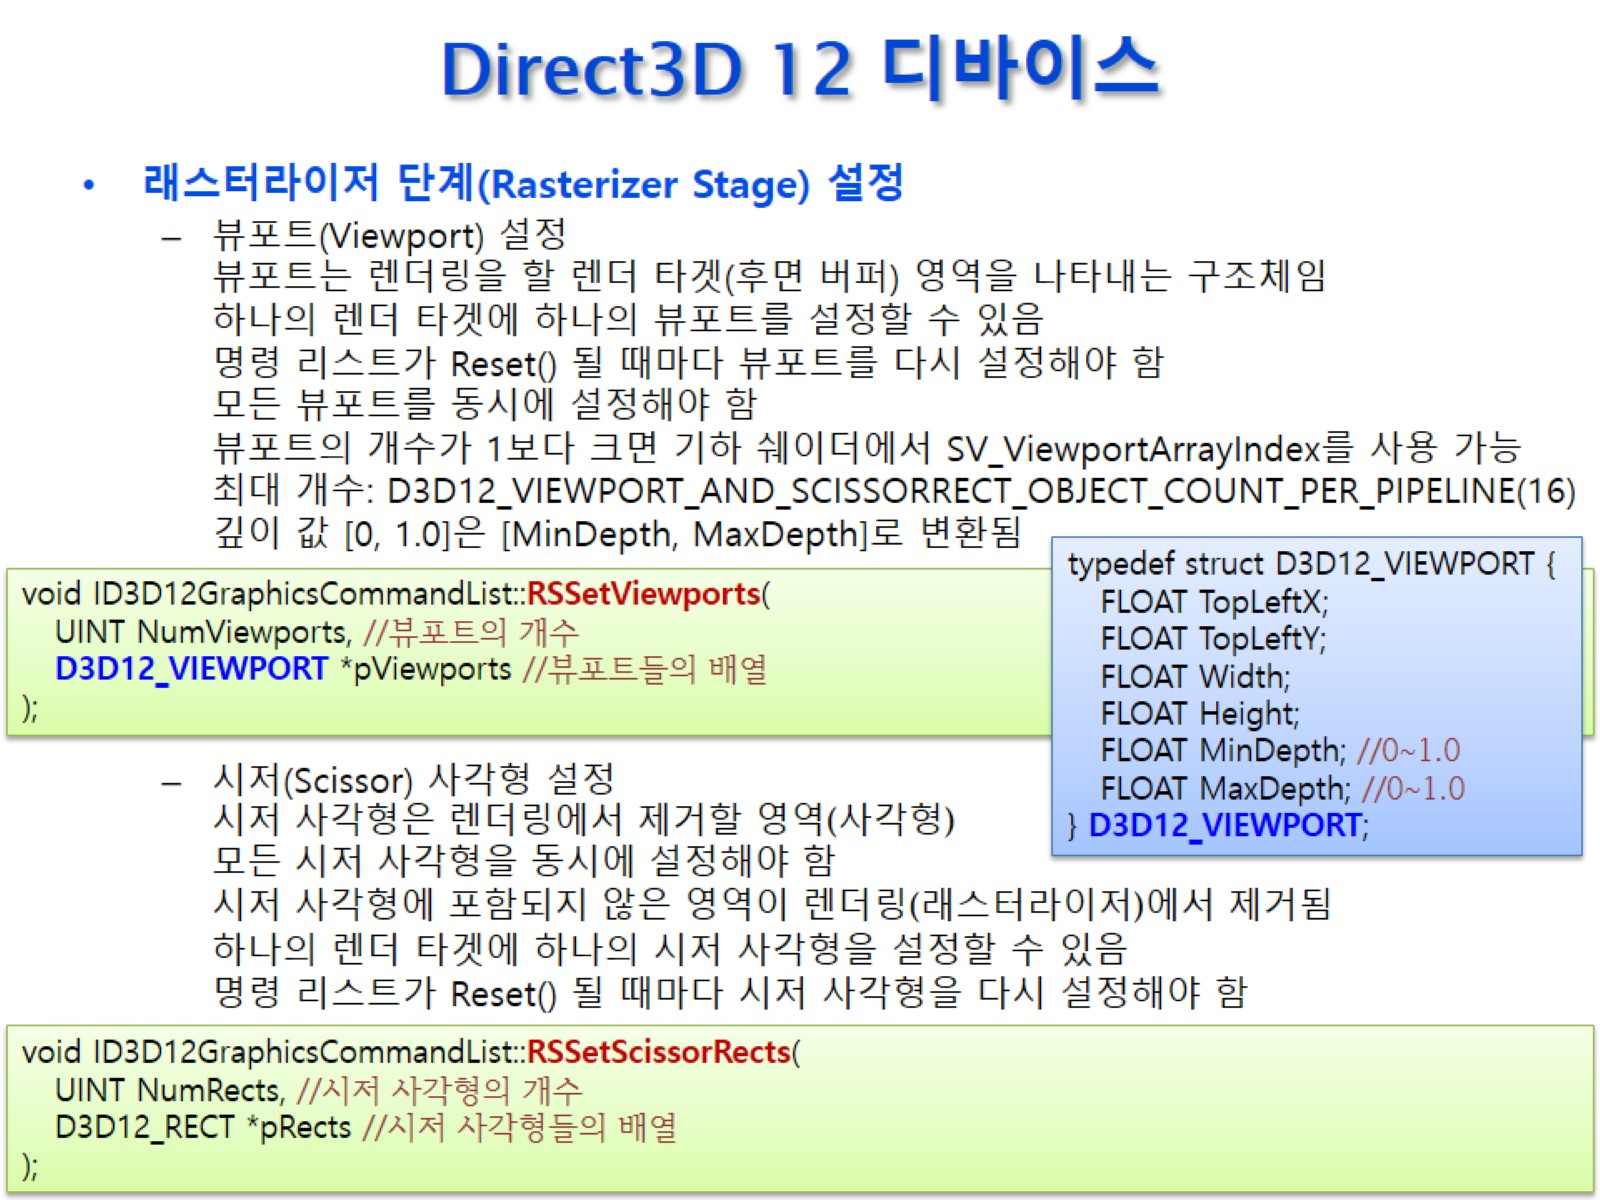 Direct3D 12 디바이스
• 래스터라이저 단계(Rasterizer Stage) 설정
– 뷰포트(Viewport) 설정
뷰포트는 렌더링을 할 렌더 타겟(후면 버퍼) 영역을 나타내는 구조체임
하나의 렌더 타겟에 하나의 뷰포트를 설정할 수 있음
명령 리스트가 Reset() 될 때마다 뷰포트를 다시 설정해야 함
모든 뷰포트를 동시에 설정해야 함
뷰포트의 개수가 1보다 크면 기하 쉐이더에서 SV_ViewportArrayIndex를 사용 가능
최대 개수: D3D12_VIEWPORT_AND_SCISSORRECT_OBJECT_COUNT_PER_PIPELINE(16)
깊이 값 [0, 1.0]은 [MinDepth, MaxDepth]로 변환됨
void ID3D12GraphicsCommandList::RSSetViewports(
UINT NumViewports, //뷰포트의 개수
D3D12_VIEWPORT *pViewports //뷰포트들의 배열
);
typedef struct D3D12_VIEWPORT {
FLOAT TopLeftX;
FLOAT TopLeftY;
FLOAT Width;
FLOAT Height;
FLOAT MinDepth; //0~1.0
FLOAT MaxDepth; //0~1.0
} D3D12_VIEWPORT;
– 시저(Scissor) 사각형 설정
시저 사각형은 렌더링에서 제거할 영역(사각형)
모든 시저 사각형을 동시에 설정해야 함
시저 사각형에 포함되지 않은 영역이 렌더링(래스터라이저)에서 제거됨
하나의 렌더 타겟에 하나의 시저 사각형을 설정할 수 있음
명령 리스트가 Reset() 될 때마다 시저 사각형을 다시 설정해야 함
void ID3D12GraphicsCommandList::RSSetScissorRects(
UINT NumRects, //시저 사각형의 개수
D3D12_RECT *pRects //시저 사각형들의 배열
);